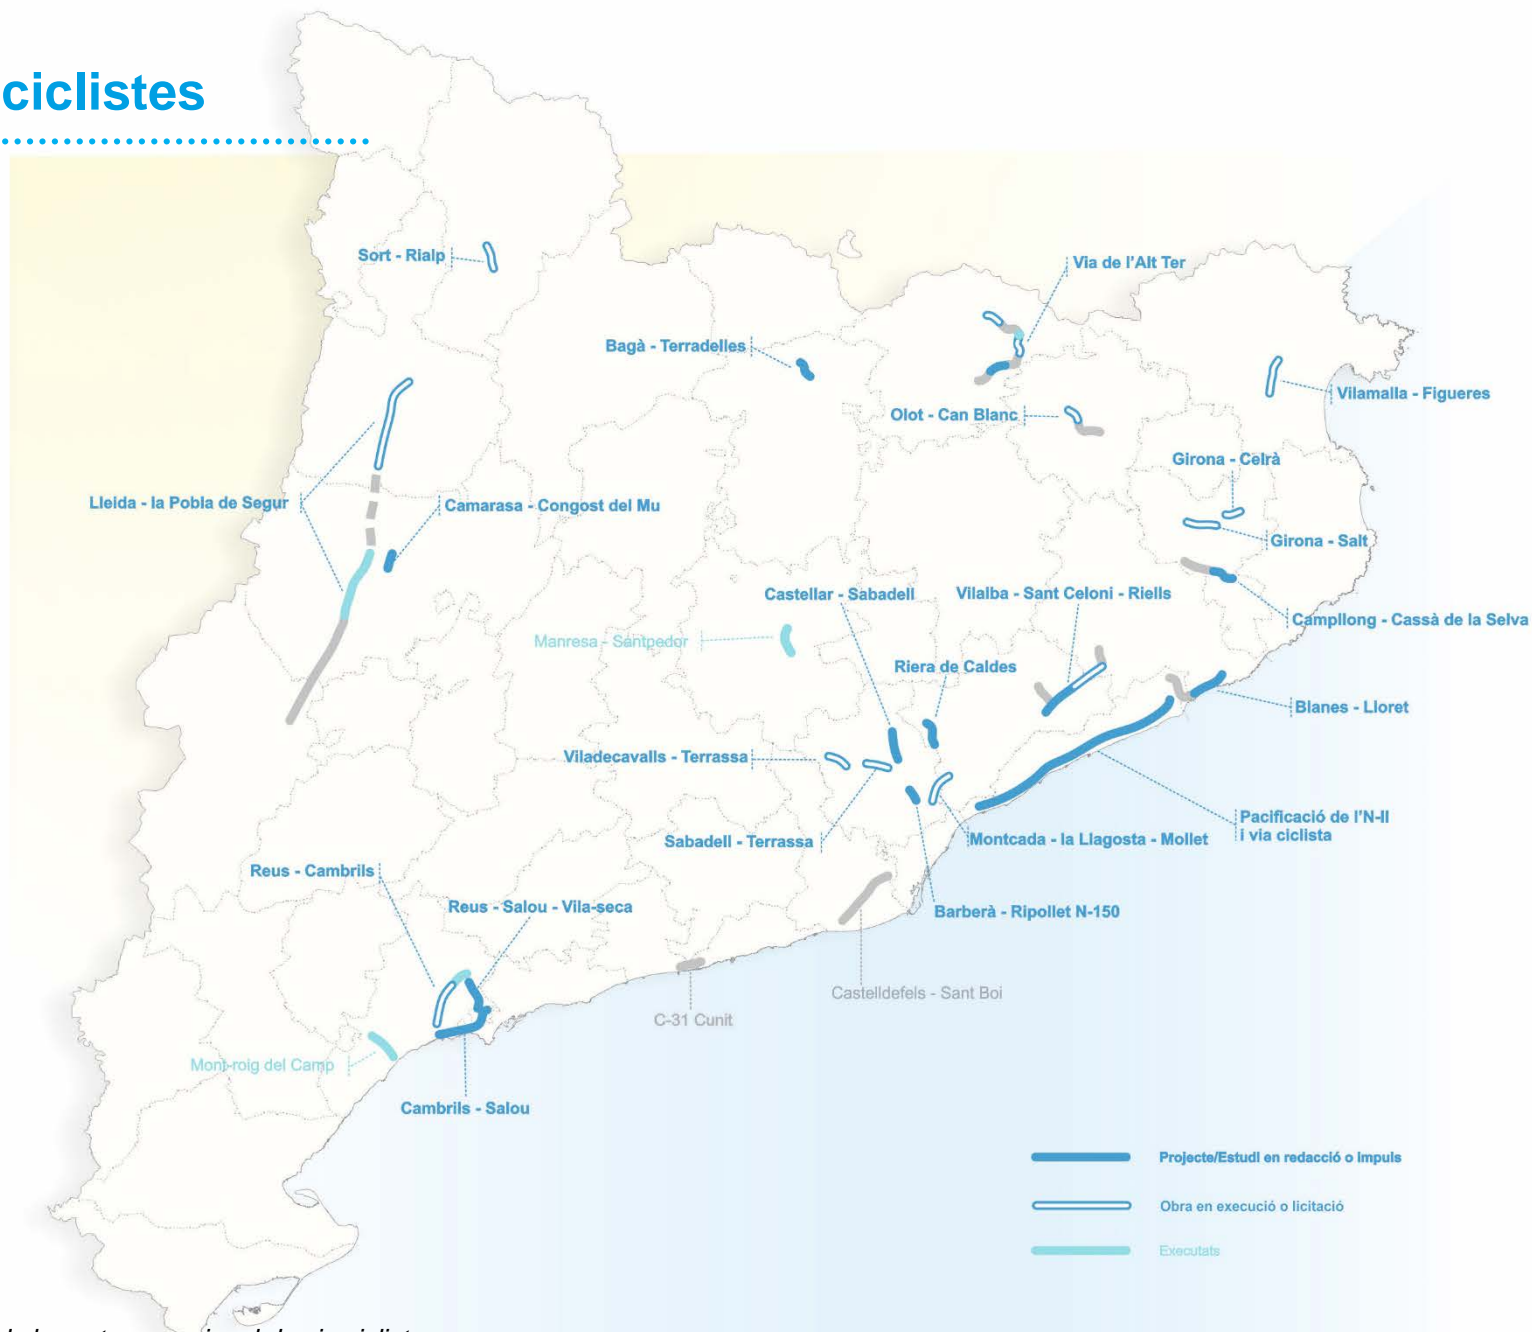 ciclistes
Sort - Rialp
Via de l'Alt Ter
Bagà - Terradelles
Vilamalla - Figueres
Olot - Can Blanc
Girona - Celrà
Lleida - la Pobla de Segur
Camarasa - Congost del Mu
Girona - Salt
Castellar - Sabadell
Vilalba - Sant Celoni - Riells
Campllong - Cassà de la Selva
Manresa - Santpedor
Riera de Caldes
Blanes - Lloret
Viladecavalls - Terrassa
Pacificació de l'N-II
i via ciclista
Sabadell - Terrassa
Montcada - la Llagosta - Mollet
Reus - Cambrils
Reus - Salou - Vila-seca
Barberà - Ripollet N-150
Castelldefels - Sant Boi
C-31 Cunit
Mont-roig del Camp
Cambrils - Salou
Projecte/Estudi en redacció o impuls
Obra en execució o licitació
Executats